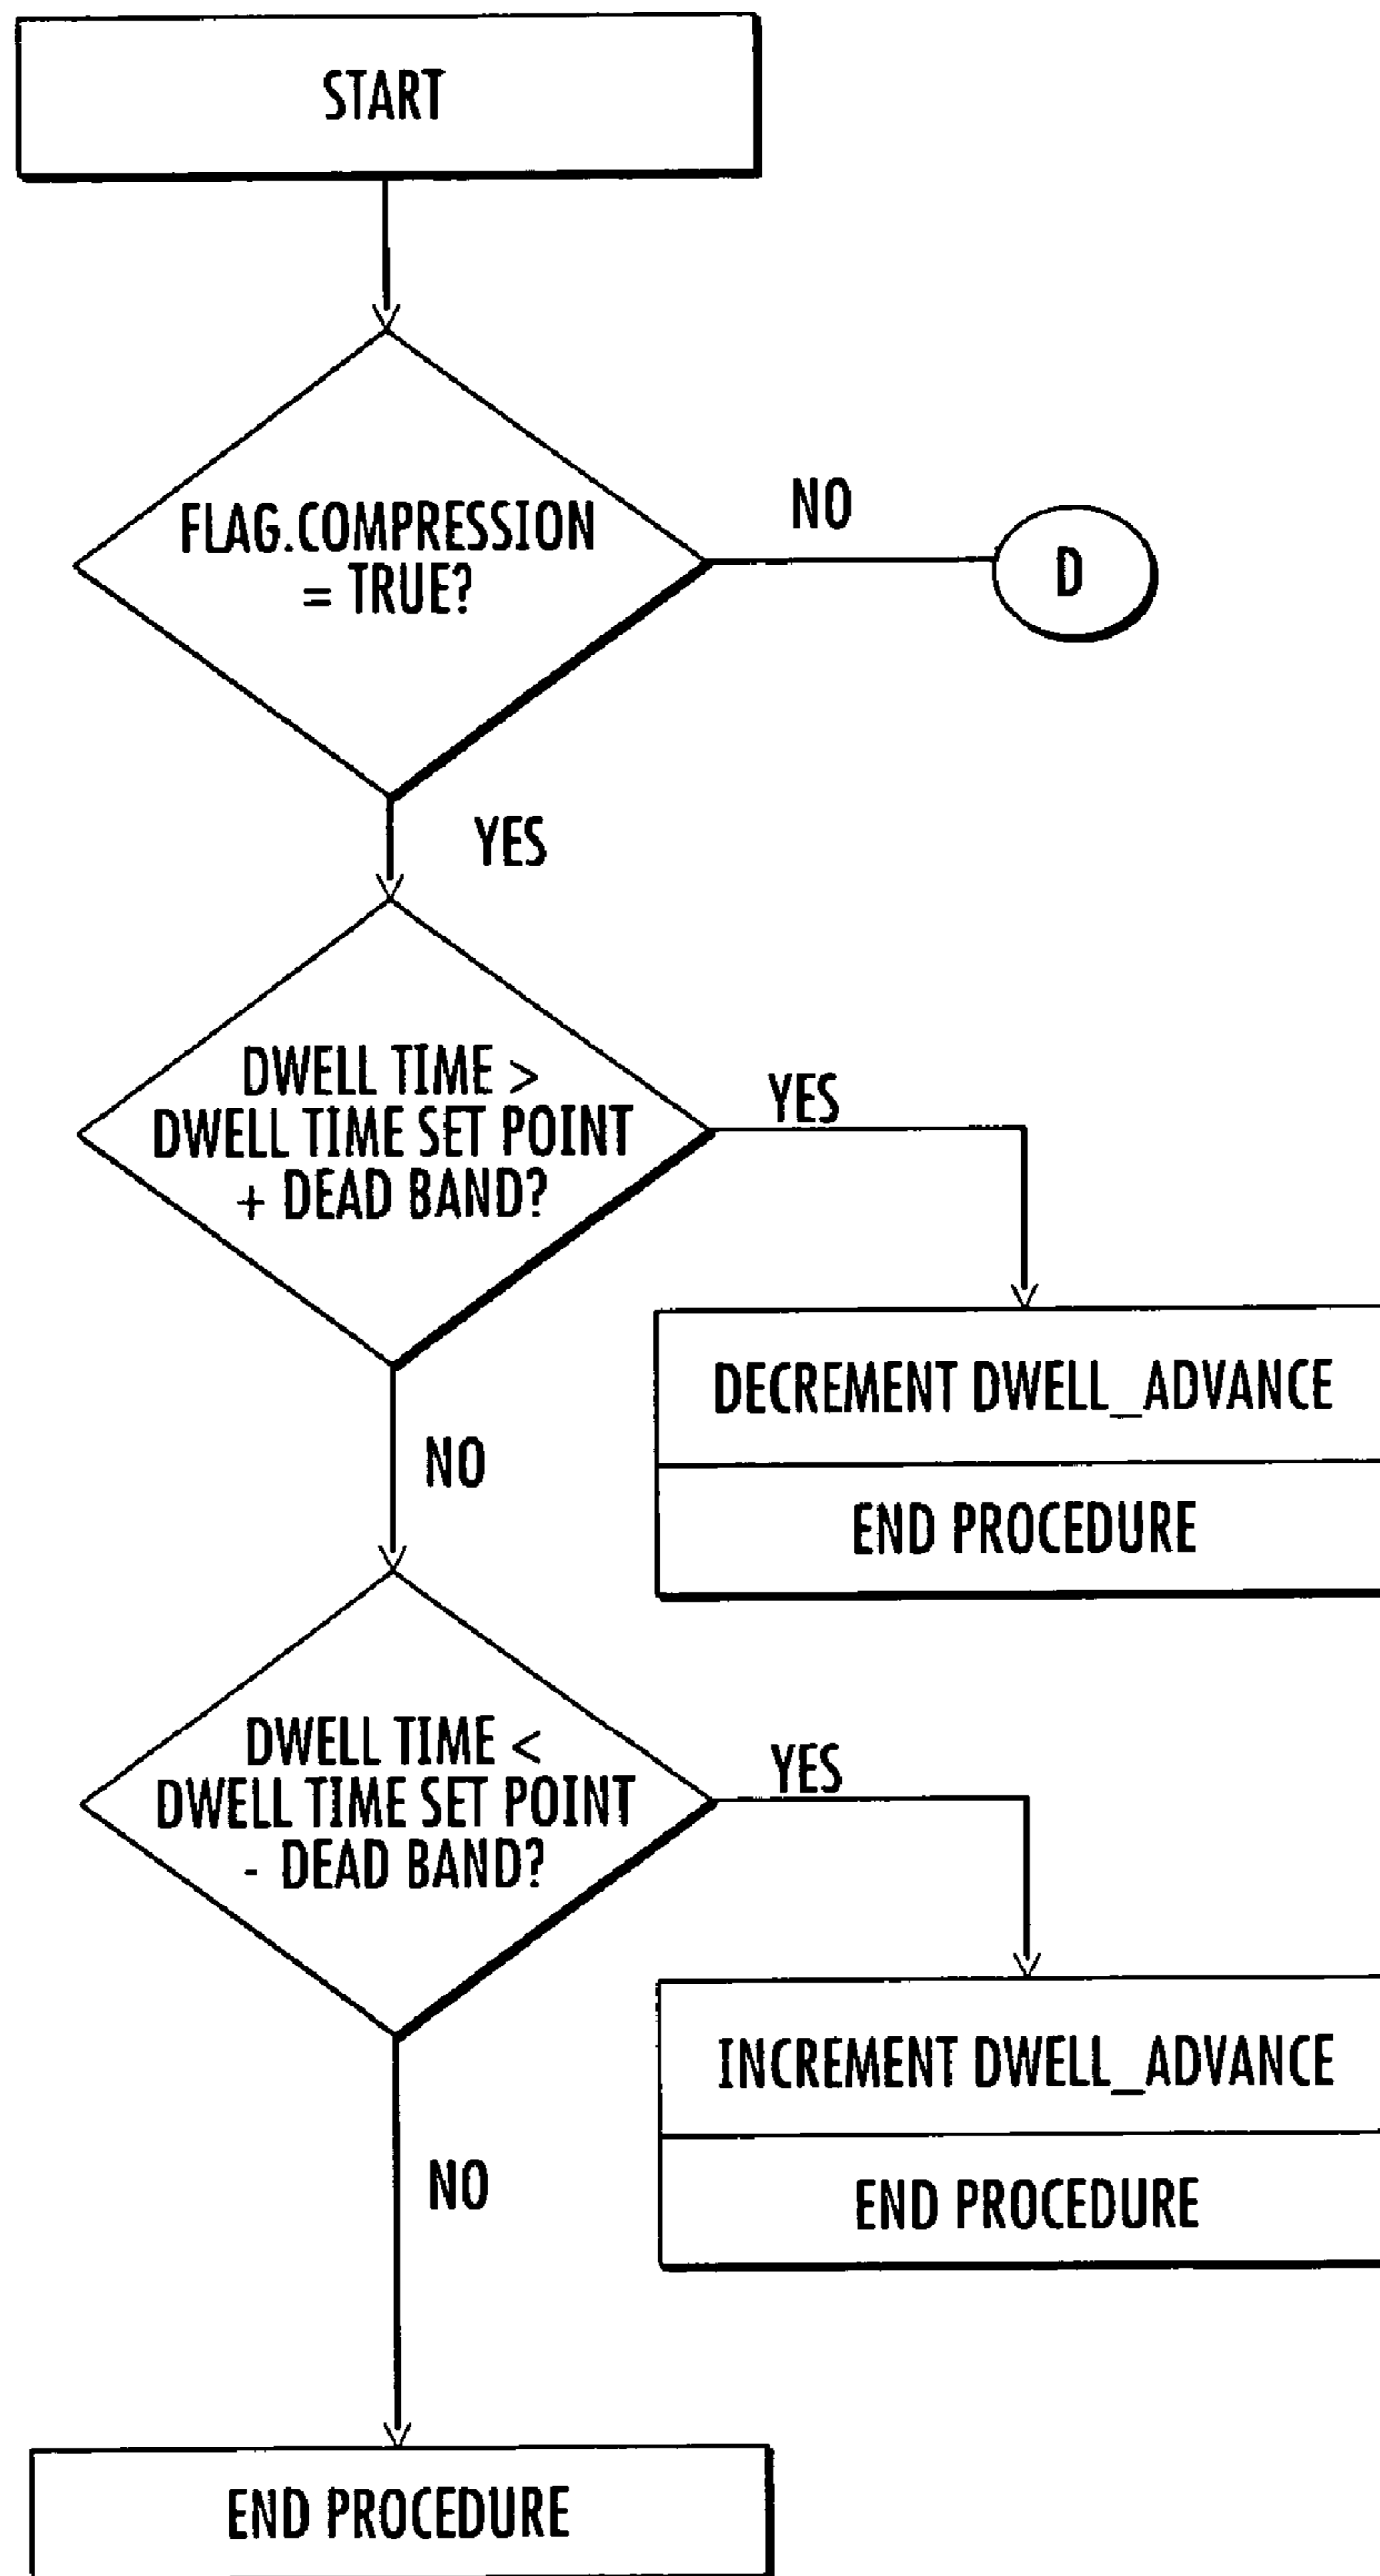 START
FLAG.COMPRESSION
= TRUE?
NO
D
YES
DWELL TIME >
DWELL TIME SET POINT
+ DEAD BAND?
YES
DECREMENT DWELL_ADVANCE
END PROCEDURE
NO
DWELL TIME <
DWELL TIME SET POINT
- DEAD BAND?
YES
INCREMENT DWELL_ADVANCE
END PROCEDURE
NO
END PROCEDURE